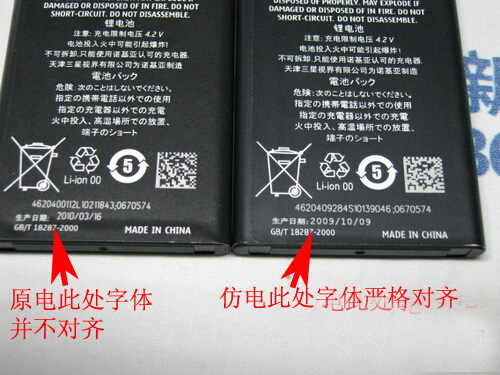 DISPOSED OF PROPERLY. MAY EXPLODE IF
DAMAGED OR DISPOSED OF IN FIRE. DO NOT
SHORT-CIRCUIT, DISASSEMBLE.
锂电池
注意: 充电限制电压 4.2 V
电池投入火中可能引起爆炸!
不可拆卸.只能使用诺基亚认可的充电器.
天津三星视界有限公司为诺基亚制造
電池パック
危険: 次のことはしないでください。
指定の携帯電話以外での使用
指定の充電器以外での充電
火中投入、高温場所での放置、
端子のショート
5
Li-ion 00
4620400112L10211843;0670574
生产日期: 2010/03/16
GB/T 18287-2000
MADE IN CHINA
DISPOSED OF PROPERLY. MAY EXPLODE IF
DAMAGED OR DISPOSED OF IN FIRE. DO NOT
SHORT-CIRCUIT, DISASSEMBLE.
锂电池
注意: 充电限制电压 4.2 V
电池投入火中可能引起爆炸!
不可拆卸.只能使用诺基亚认可的充电器.
天津三星视界有限公司为诺基亚制造
電池パック
危険: 次のことはしないでください。
指定の携帯電話以外での使用
指定の充電器以外での充電
火中投入、高温場所での放置、
端子のショート
5
Li-ion 00
4620409284S10139046;0670574
生产日期: 2009/10/09
GB/T 18287-2000
MADE IN CHINA
原电此处字体
并不对齐
仿电此处字体严格对齐